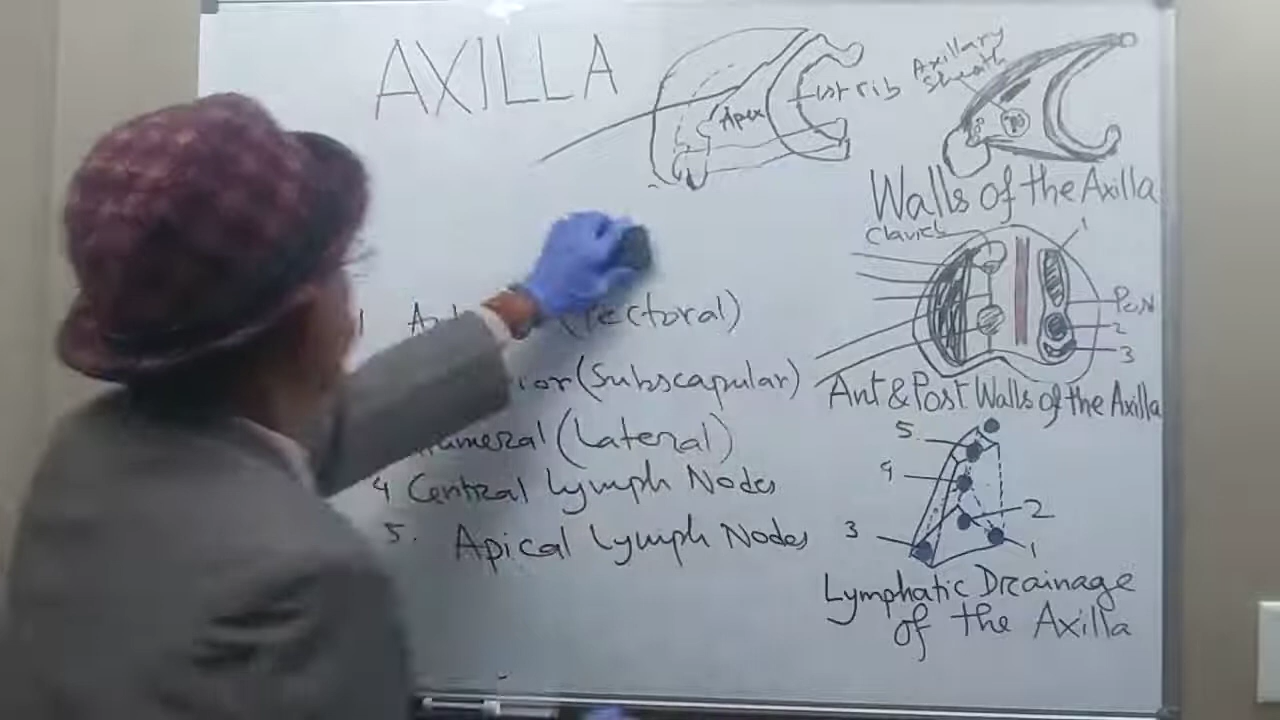 AXILLA
Apex
1st rib
Axillary
Sheath
Walls of the Axilla
Clavicle
1
2
3
Ant & Post Walls of the Axilla
1 (Pectoral)
(Subscapular)
(Lateral)
4 Central Lymph Nodes
5. Apical Lymph Nodes
5.
4
3
2
1
Lymphatic Drainage
of the Axilla